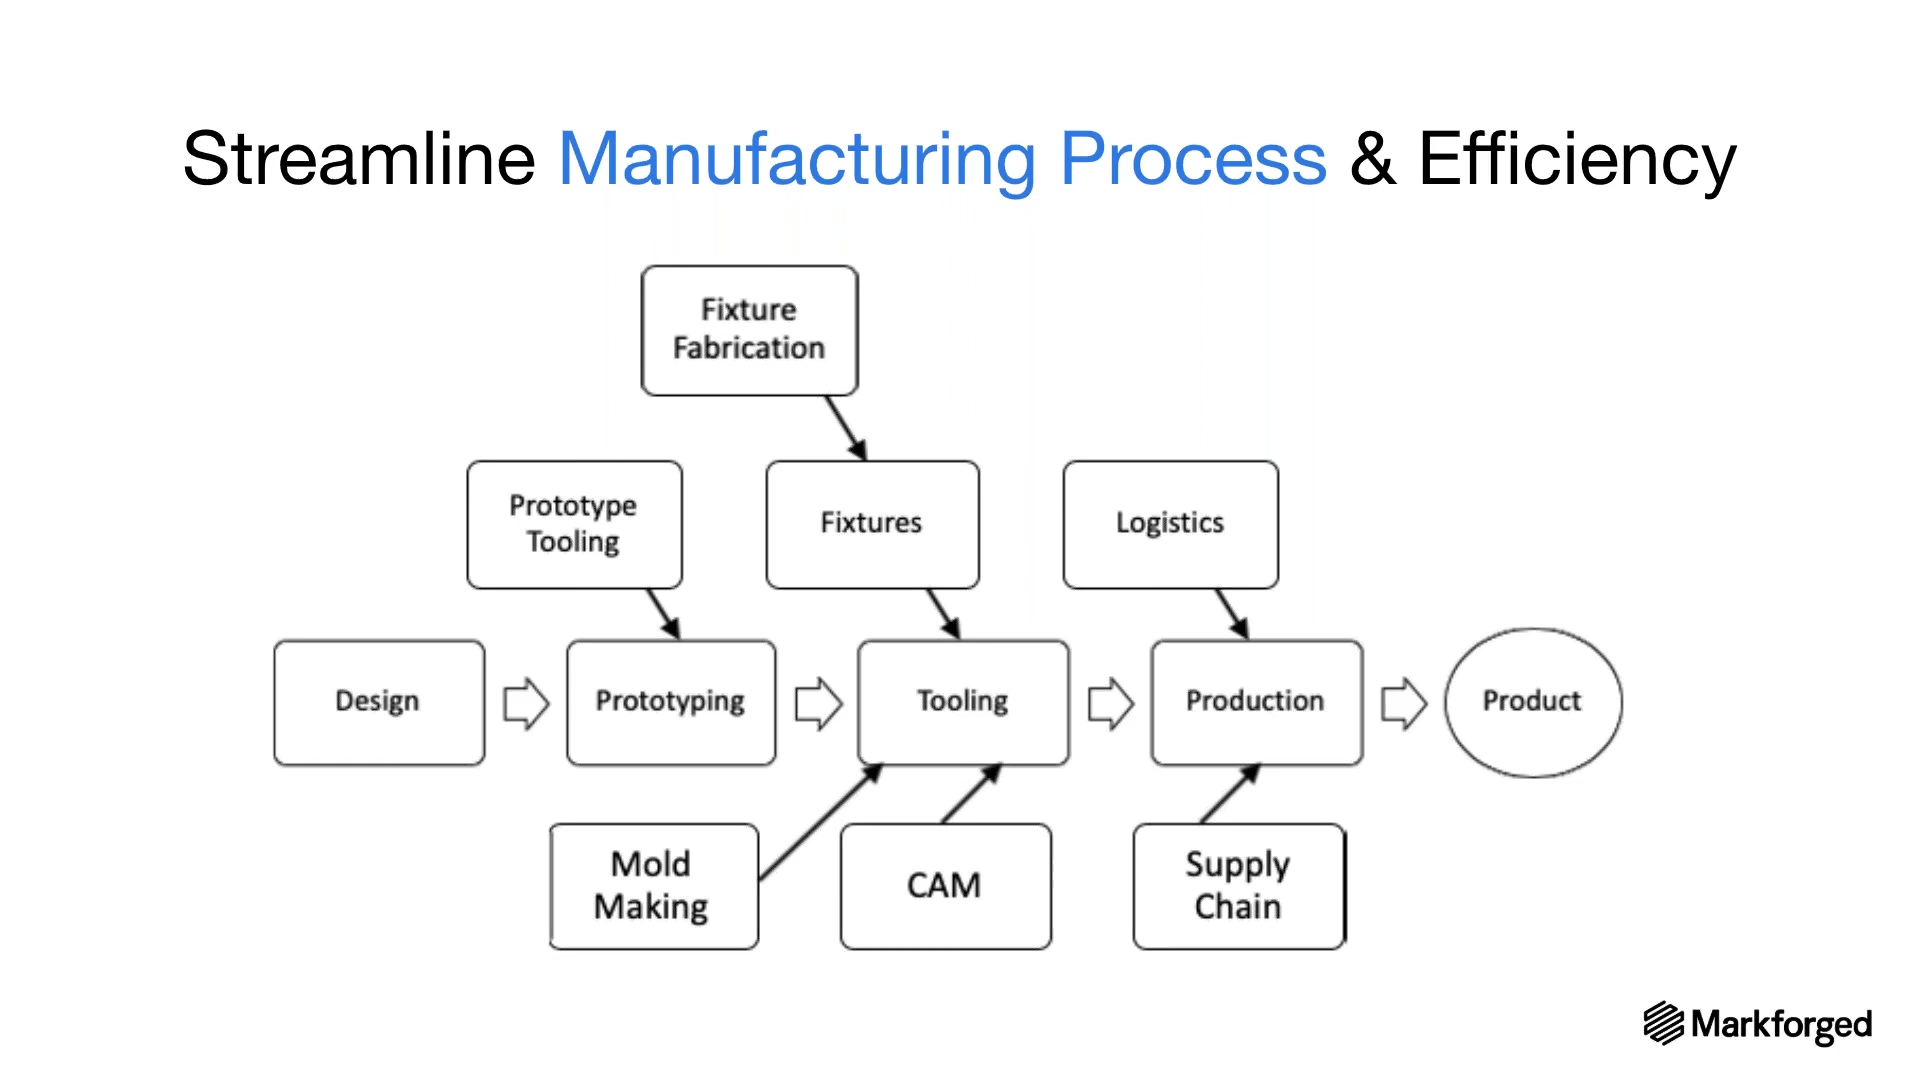 Streamline Manufacturing Process & Efficiency
Fixture
Fabrication
Prototype
Tooling
Fixtures
Logistics
Design
Prototyping
Tooling
Production
Product
Mold
Making
CAM
Supply
Chain
Markforged